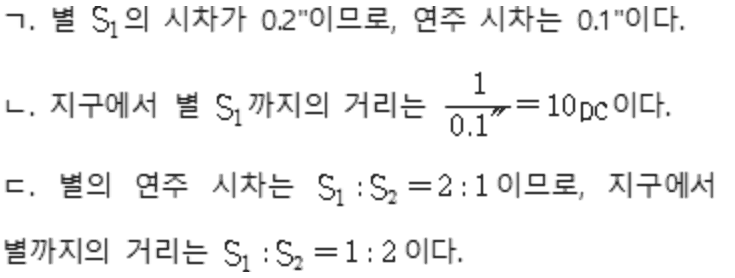 ㄱ. 별 S₁의 시차가 0.2"이므로, 연주 시차는 0.1"이다.
ㄴ. 지구에서 별 S₁까지의 거리는 1/0.1″=10pc이다.
ㄷ. 별의 연주 시차는 S₁:S₂=2:1이므로, 지구에서
별까지의 거리는 S₁:S₂=1:2이다.